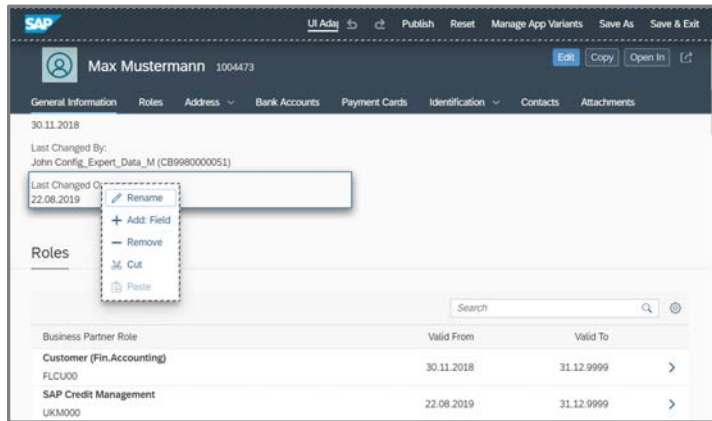 SAP
UI Adap Publish Reset Manage App Variants Save As Save & Exit
Max Mustermann 1004473
Edit Copy Open In
General Information Roles Address Bank Accounts Payment Cards Identification Contacts Attachments
30.11.2018
Last Changed By:
John Config_Expert_Data_M (CB9980000051)
Last Changed O
22.08.2019
Rename
Add: Field
Remove
Cut
Paste
Roles
Search
Business Partner Role Valid From Valid To
Customer (Fin.Accounting)
FLCU00
30.11.2018 31.12.9999
SAP Credit Management
UKM000
22.08.2019 31.12.9999